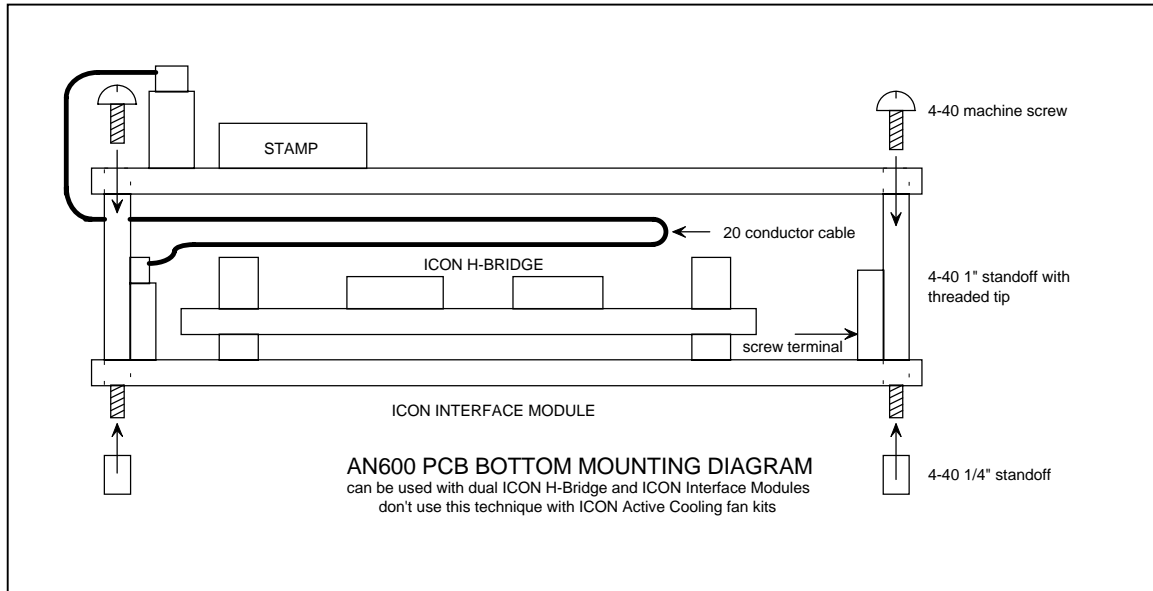 4-40 machine screw
STAMP
20 conductor cable
ICON H-BRIDGE
4-40 1" standoff with
threaded tip
screw terminal
ICON INTERFACE MODULE
AN600 PCB BOTTOM MOUNTING DIAGRAM
can be used with dual ICON H-Bridge and ICON Interface Modules
don't use this technique with ICON Active Cooling fan kits
4-40 1/4" standoff